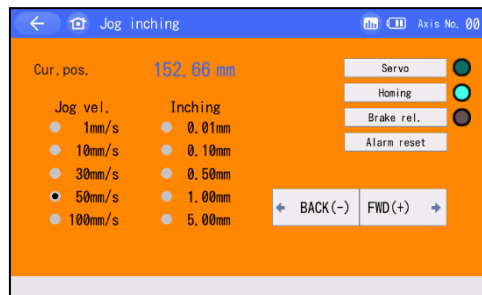 Jog inching
Axis No. 00
Cur.pos. 152.66 mm
Servo
Homing
Brake rel.
Alarm reset
Jog vel. Inching
1mm/s 0.01mm
10mm/s 0.10mm
30mm/s 0.50mm
50mm/s 1.00mm
100mm/s 5.00mm
BACK(-) FWD(+)